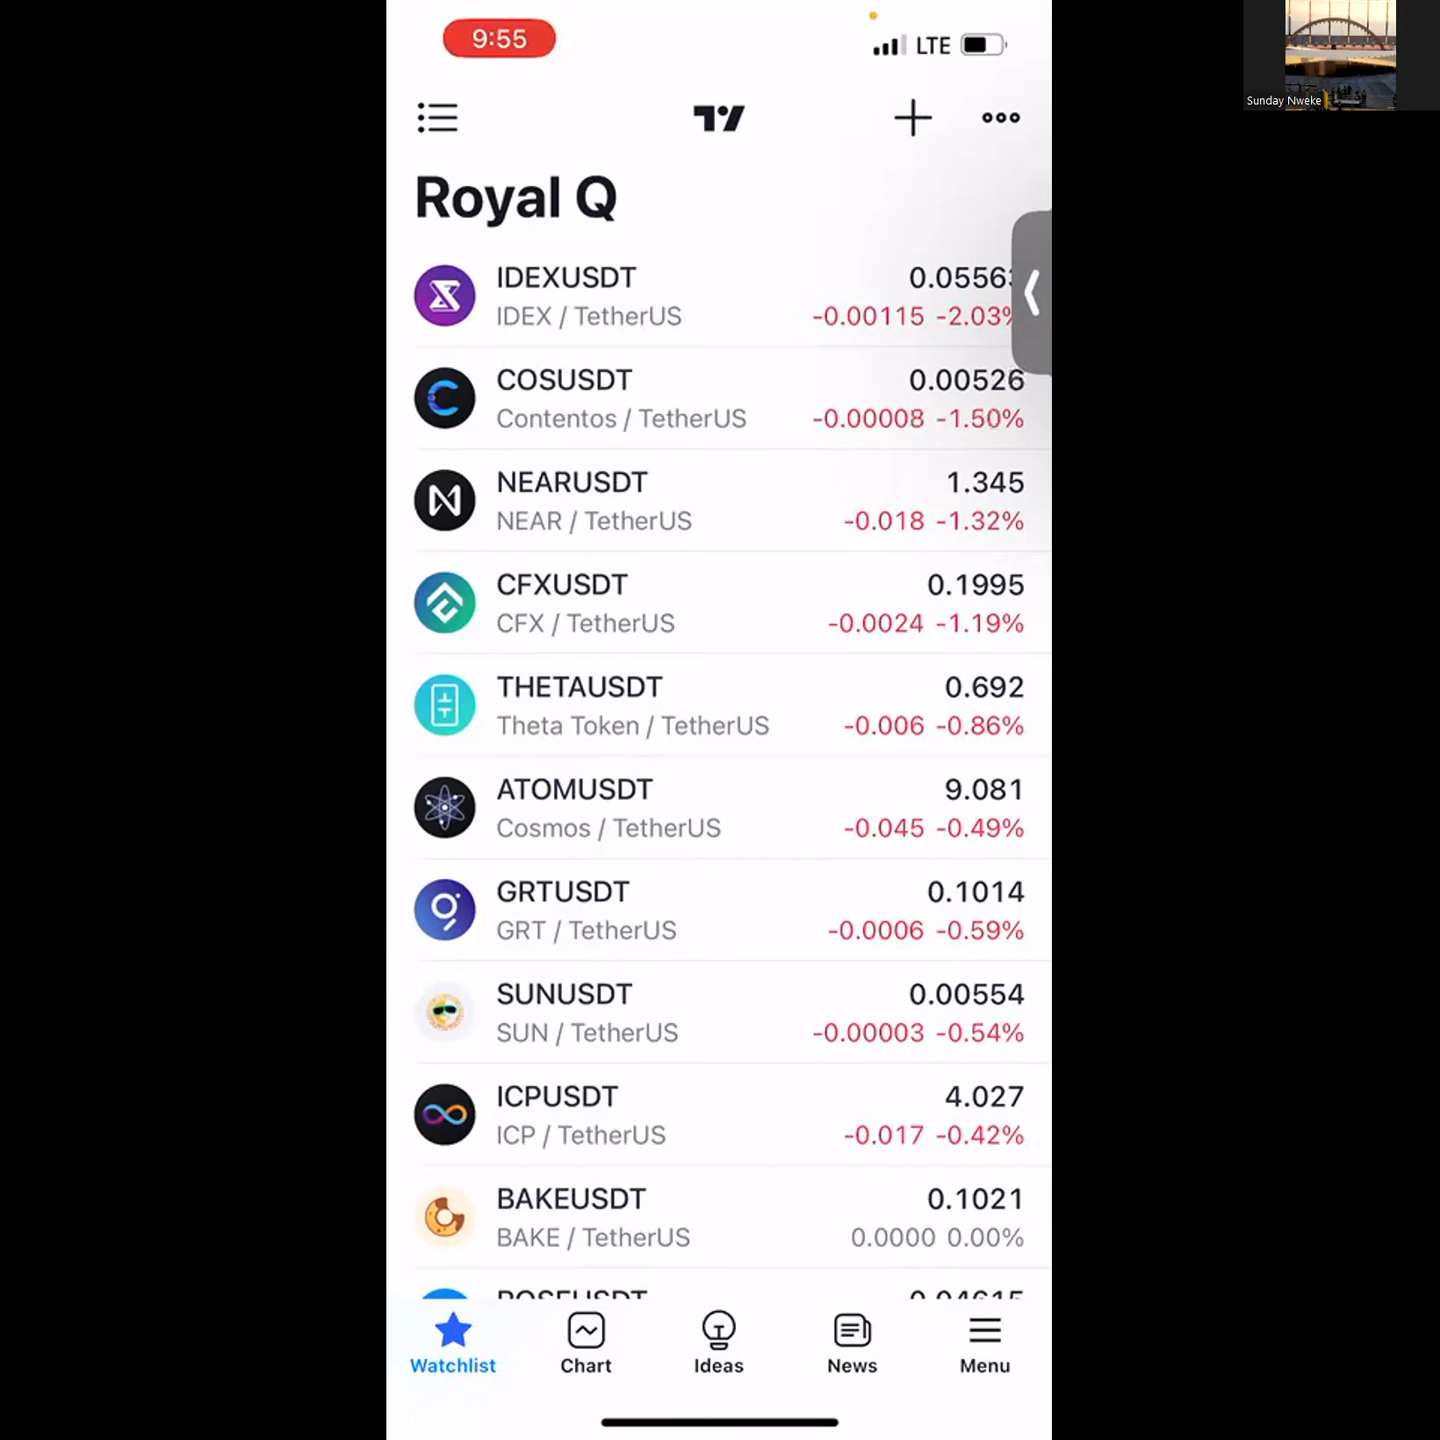 9:55
LTE
Sunday Nweke
Royal Q
IDEXUSDT
IDEX / TetherUS
-0.00115 -2.03%
COSUSDT 0.00526
Contentos / TetherUS -0.00008 -1.50%
NEARUSDT 1.345
NEAR / TetherUS -0.018 -1.32%
CFXUSDT 0.1995
CFX / TetherUS -0.0024 -1.19%
THETAUSDT 0.692
Theta Token / TetherUS -0.006 -0.86%
ATOMUSDT 9.081
Cosmos / TetherUS -0.045 -0.49%
GRTUSDT 0.1014
GRT / TetherUS -0.0006 -0.59%
SUNUSDT 0.00554
SUN / TetherUS -0.00003 -0.54%
ICPUSDT 4.027
ICP / TetherUS -0.017 -0.42%
BAKEUSDT 0.1021
BAKE / TetherUS 0.0000 0.00%
Watchlist Chart Ideas News Menu